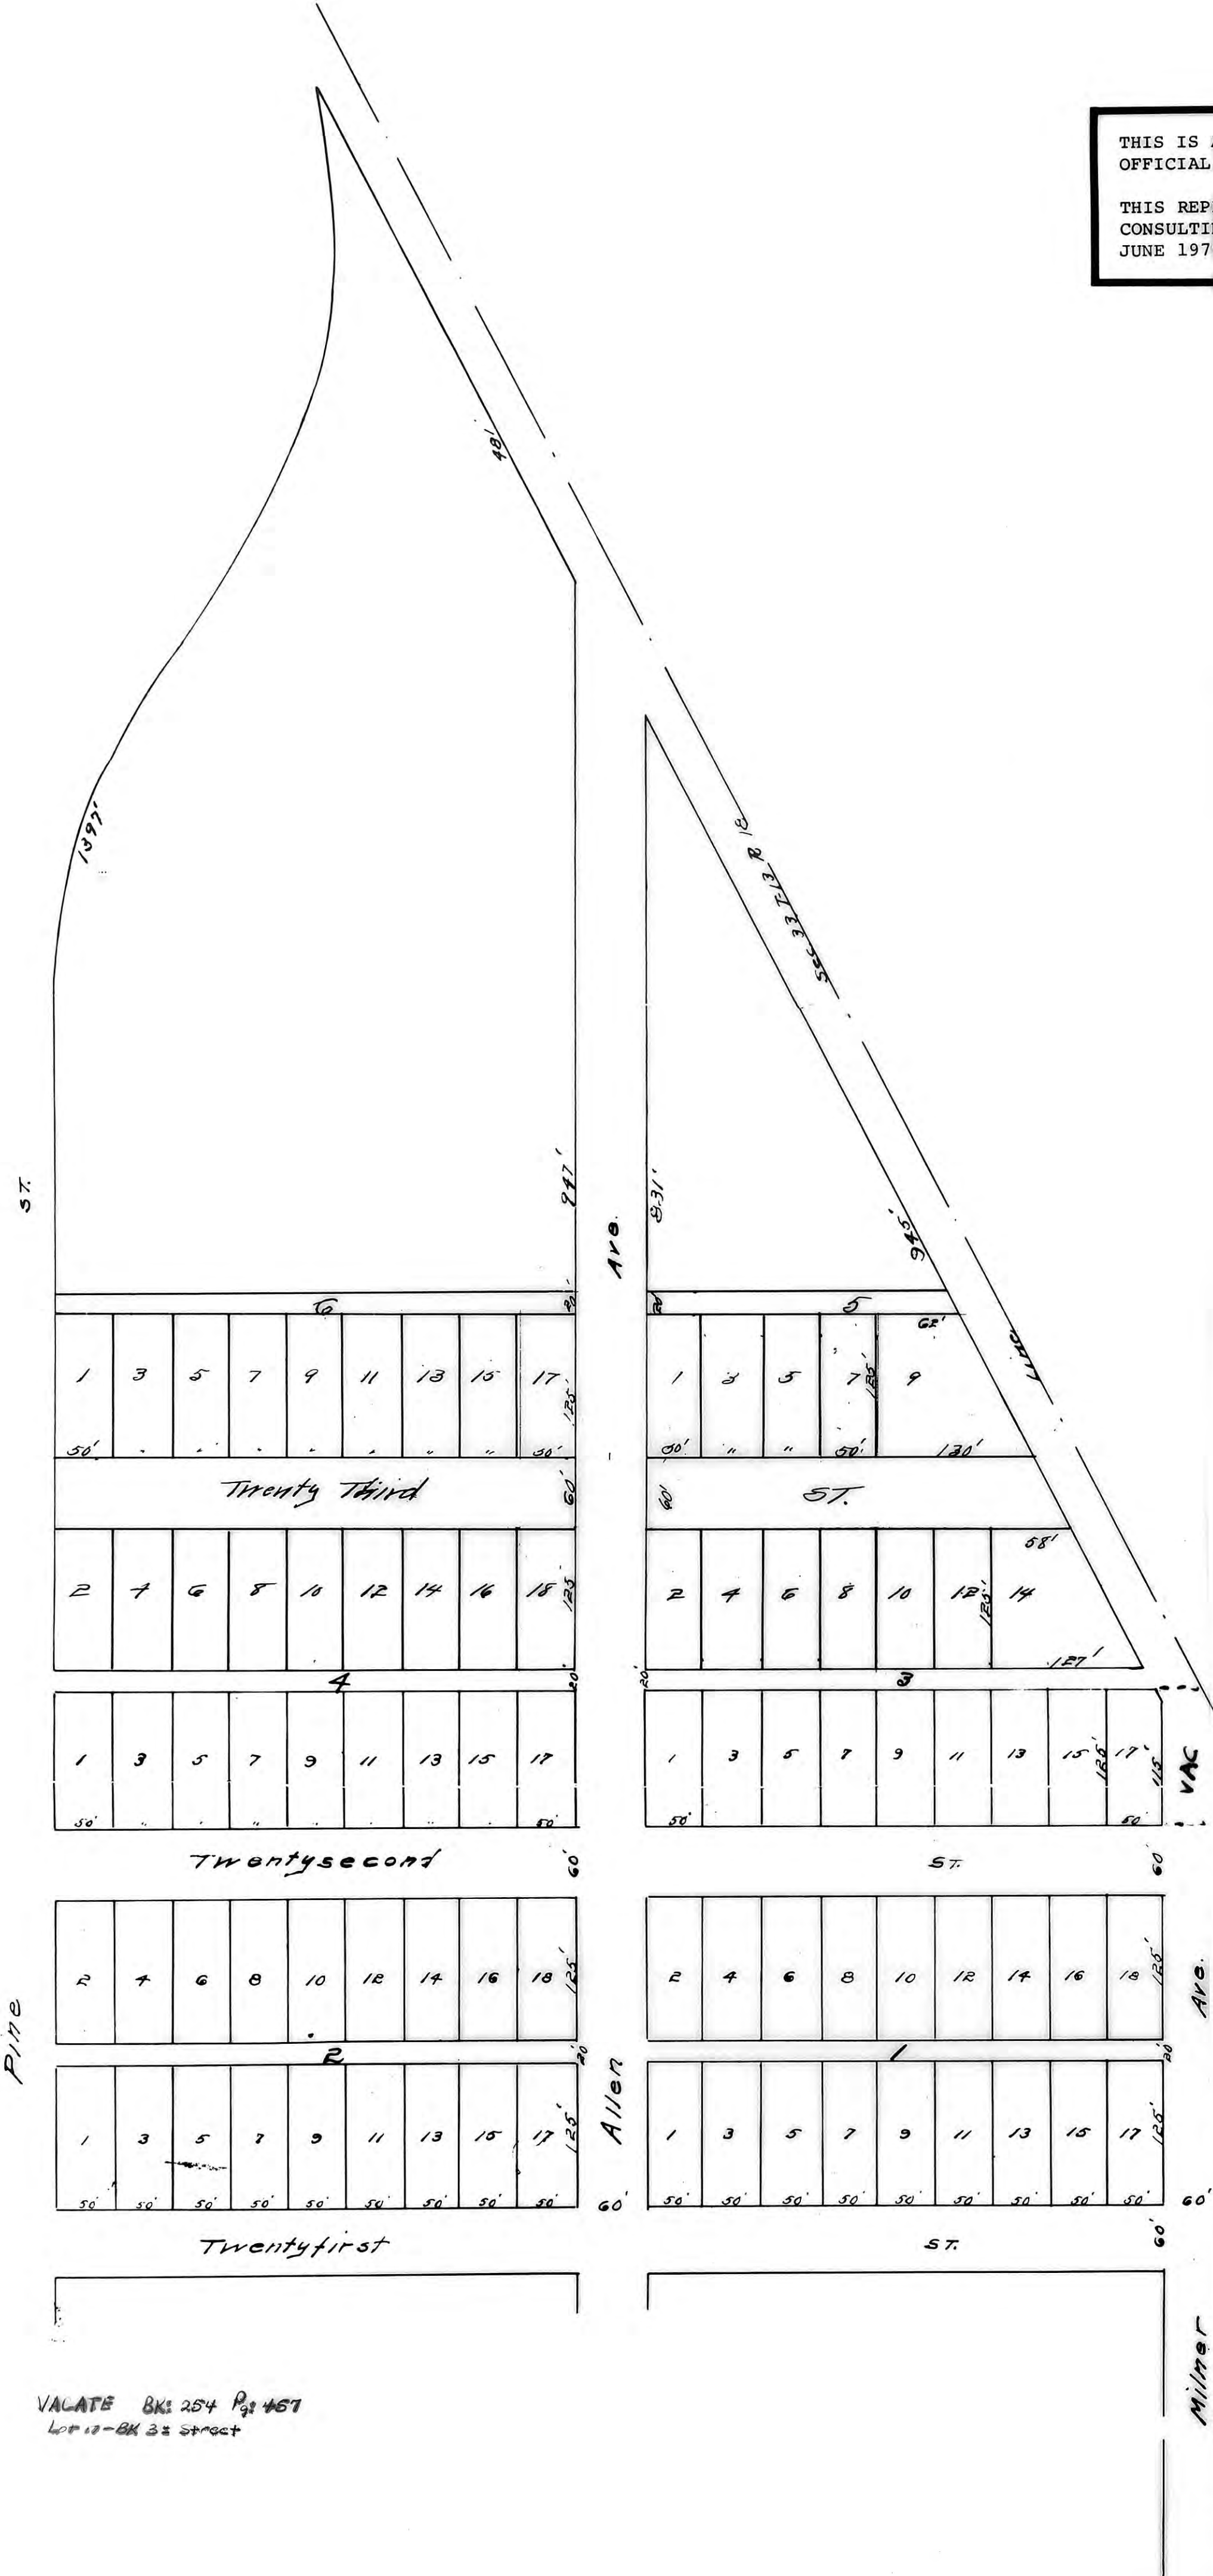 THIS IS
OFFICIAL
THIS REP
CONSULTI
JUNE 197
48'
1397'
Sec 33 T-13 R 18
ST.
947'
831'
945'
Ave.
Line
6 20'
20' 5
62'
1 3 5 7 9 11 13 15 17 125'
1 3 5 7 125' 9
50' " " " " " " " 50'
50' " " 50' 130'
Twenty Third 60'
60' ST.
58'
2 4 6 8 10 12 14 16 18 125'
2 4 6 8 10 12 125' 14
127'
4 20'
20' 3
1 3 5 7 9 11 13 15 17
1 3 5 7 9 11 13 15 125' 17 115'
VAC
50' " " " " " " " 50'
50' 50'
Twentysecond 60'
ST. 60'
2 4 6 8 10 12 14 16 18 125'
2 4 6 8 10 12 14 16 18 125'
Ave.
Pine
2 20'
1 20'
Allen
1 3 5 7 9 11 13 15 17 125'
1 3 5 7 9 11 13 15 17 125'
50' 50' 50' 50' 50' 50' 50' 50' 50'
60'
50' 50' 50' 50' 50' 50' 50' 50' 50'
60'
Twentyfirst
ST. 60'
Milner
VACATE BK: 254 Pg: 457
Lot 17-BK 3: Street